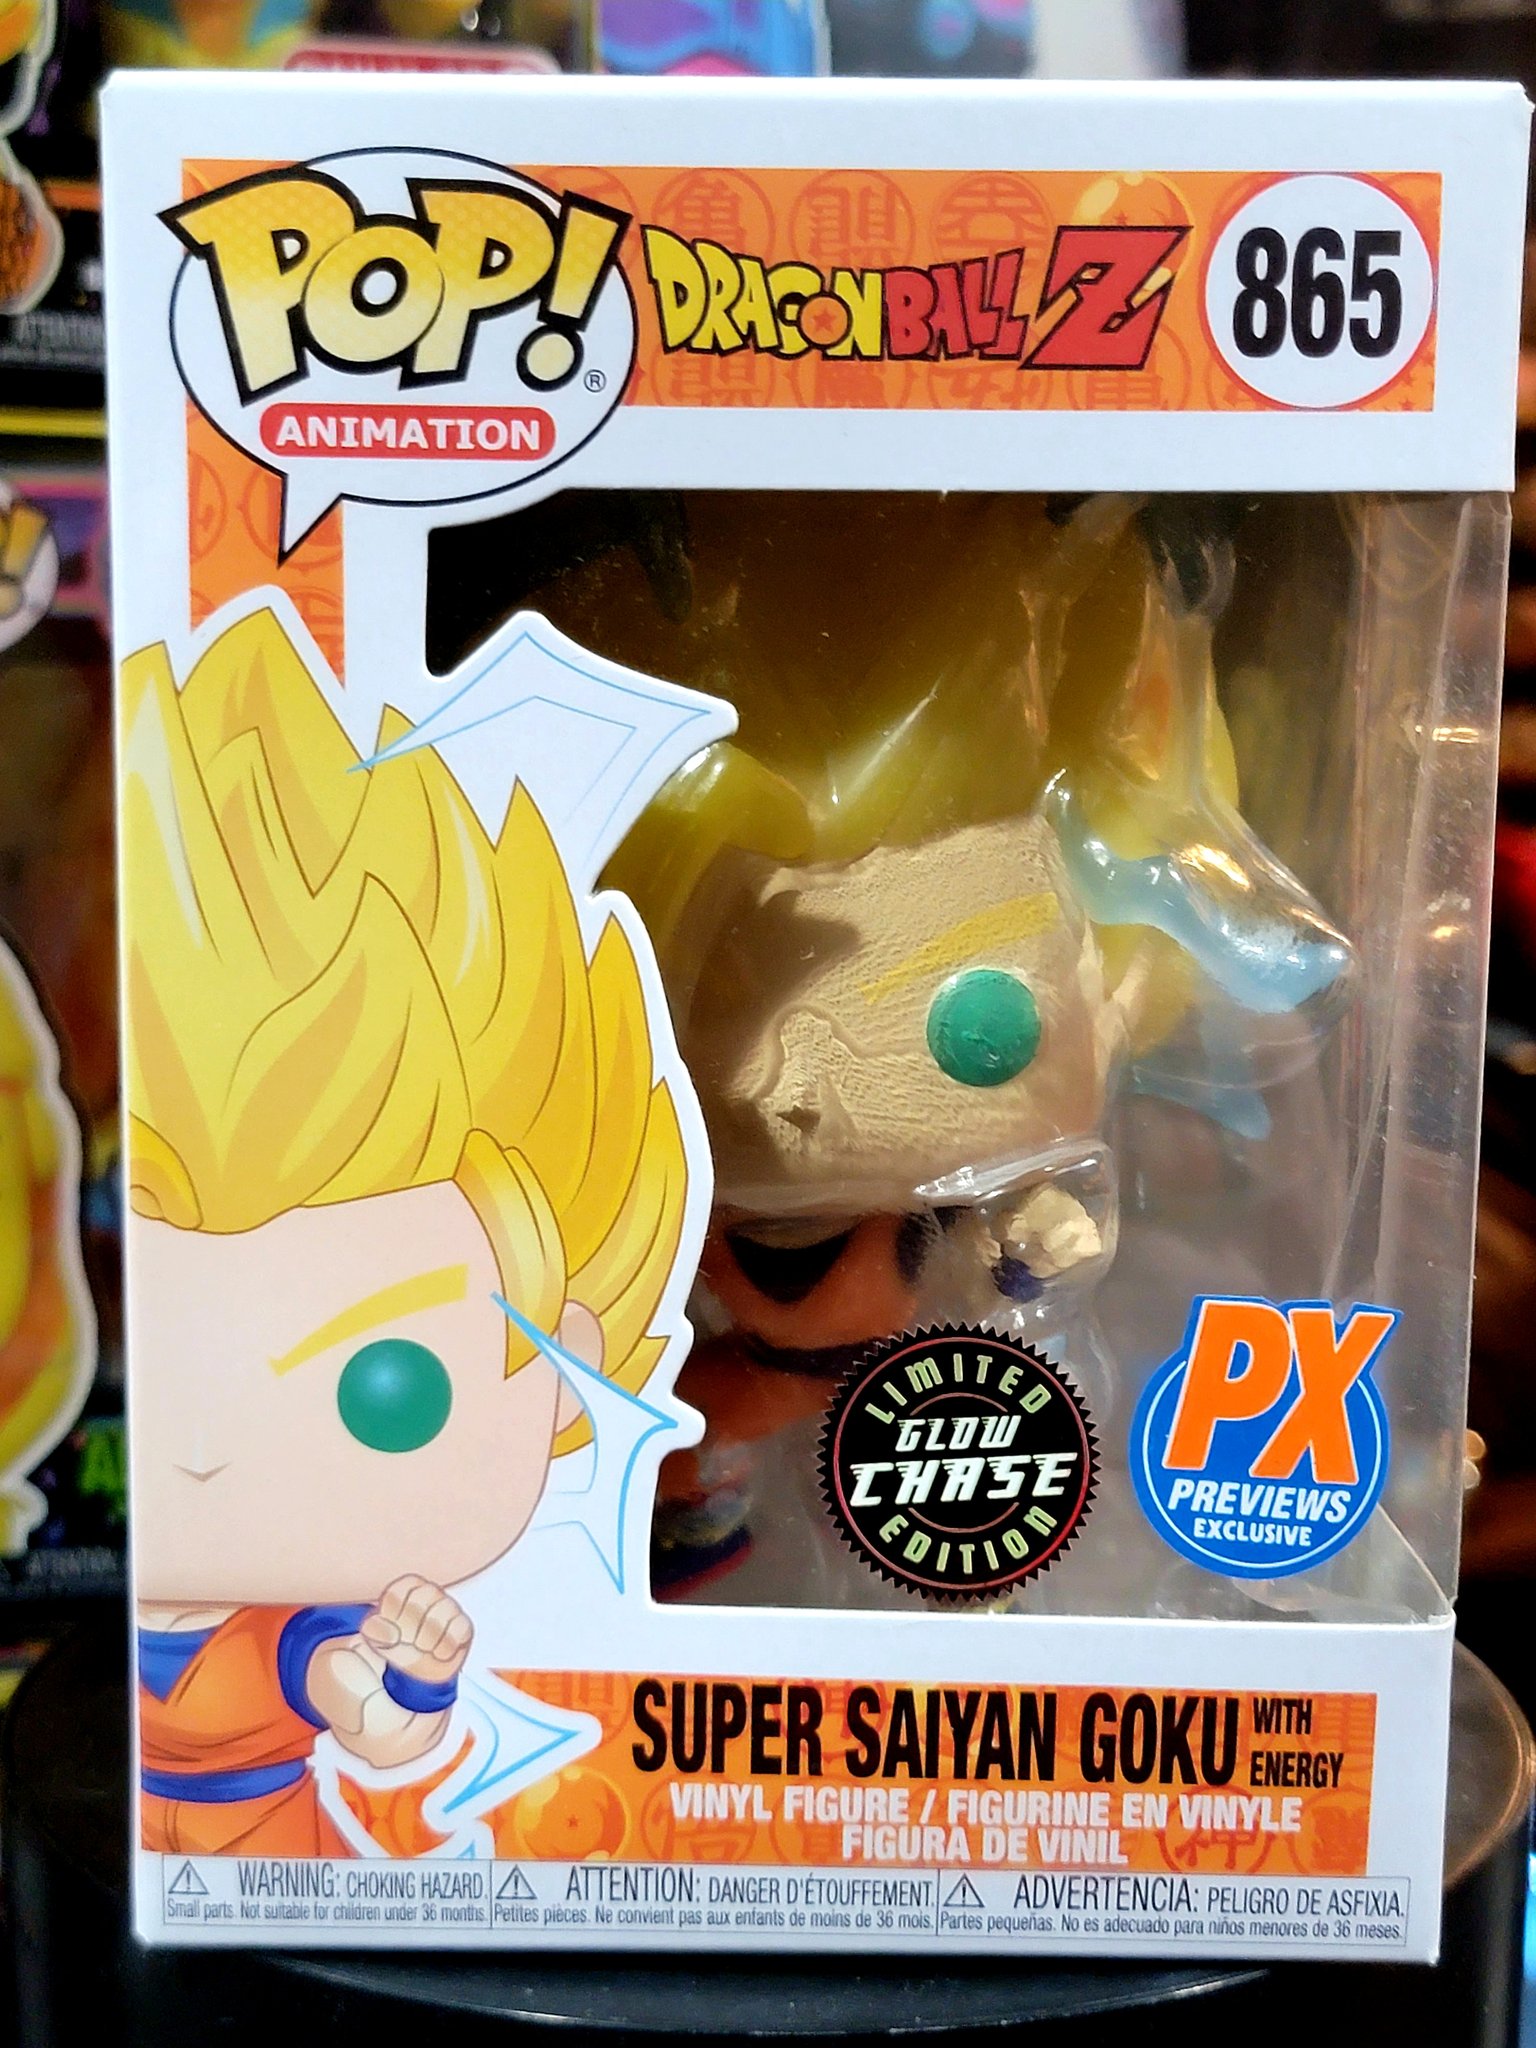 POP!®
ANIMATION
DRAGONBALL Z
865
LIMITED
GLOW
CHASE
EDITION
PX
PREVIEWS
EXCLUSIVE
SUPER SAIYAN GOKU WITH ENERGY
VINYL FIGURE / FIGURINE EN VINYLE
FIGURA DE VINIL
WARNING: CHOKING HAZARD.
Small parts. Not suitable for children under 36 months.
ATTENTION: DANGER D'ÉTOUFFEMENT.
Petites pièces. Ne convient pas aux enfants de moins de 36 mois.
ADVERTENCIA: PELIGRO DE ASFIXIA.
Partes pequeñas. No es adecuado para niños menores de 36 meses.